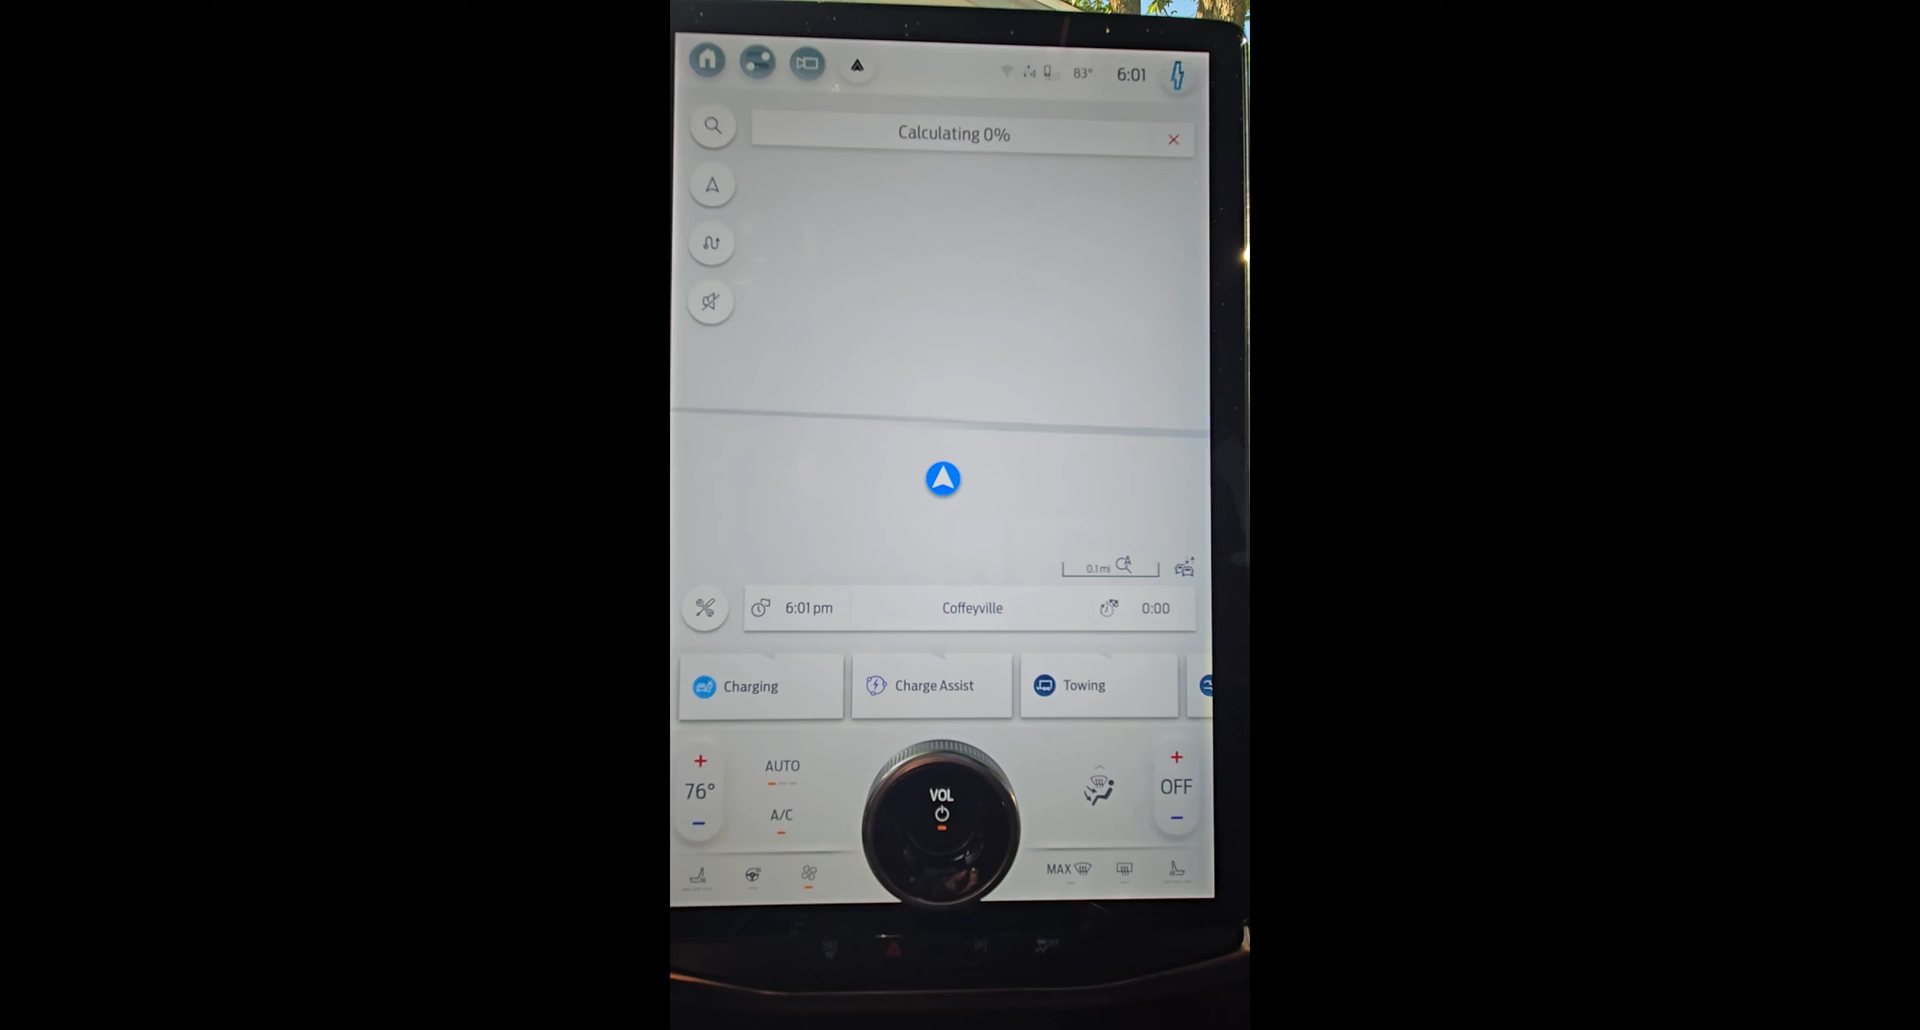 83° 6:01
Calculating 0%
0.1 mi
6:01 pm Coffeyville 0:00
Charging Charge Assist Towing
76° AUTO VOL OFF
A/C
MAX